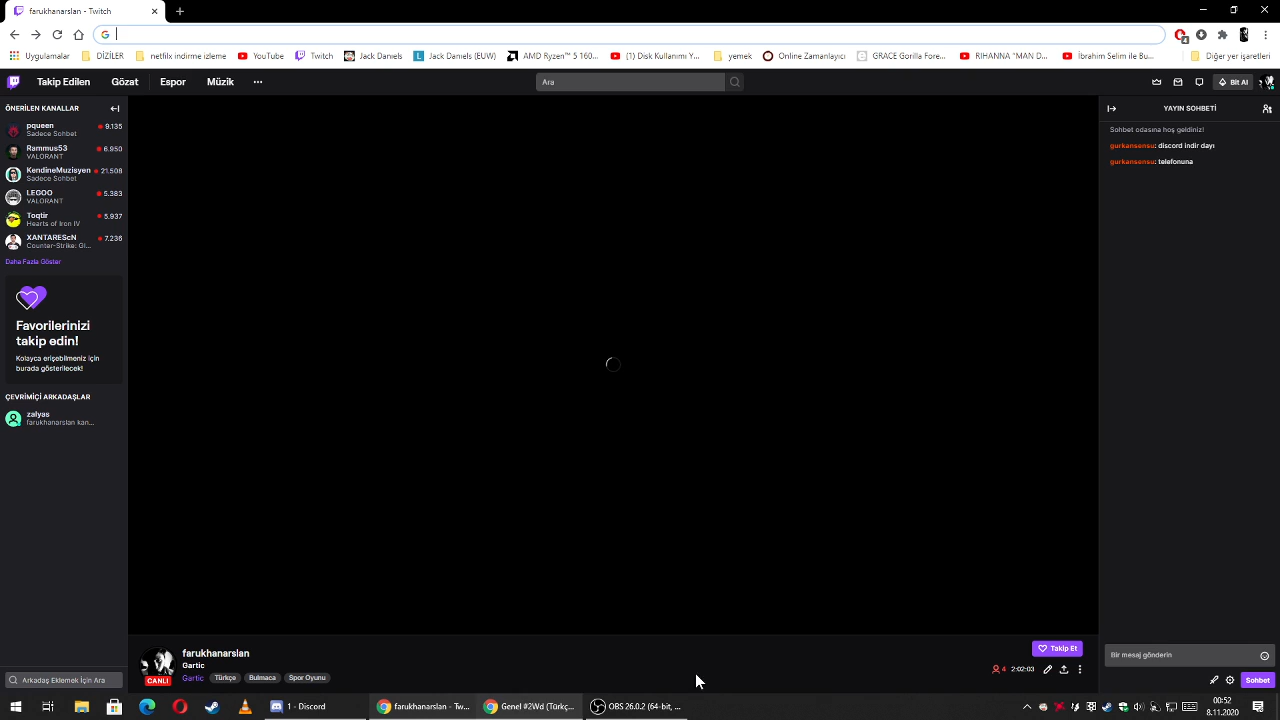 farukhanarslan - Twitch
Uygulamalar
DİZİLER
netfilx indirme izleme
YouTube
Twitch
Jack Daniels
Jack Daniels (EUW)
AMD Ryzen™ 5 160...
(1) Disk Kullanımı Y...
yemek
Online Zamanlayıcı
GRACE Gorilla Fore...
RIHANNA "MAN D...
İbrahim Selim ile Bu...
Diğer yer işaretleri
Takip Edilen
Gözat
Espor
Müzik
Ara
Bit Al
ÖNERİLEN KANALLAR
pqueen 9.135
Sadece Sohbet
Rammus53 6.950
VALORANT
KendineMuzisyen 21.508
Sadece Sohbet
LEGOO 5.383
VALORANT
Toqtir 5.937
Hearts of Iron IV
XANTAREScN 7.236
Counter-Strike: Gl...
Daha Fazla Göster
Favorilerinizi
takip edin!
Kolayca erişebilmeniz için
burada gösterilecek!
ÇEVRİMİÇİ ARKADAŞLAR
zalyas
farukhanarslan kan...
Arkadaş Eklemek İçin Ara
YAYIN SOHBETİ
Sohbet odasına hoş geldiniz!
gurkansensu: discord indir dayı
gurkansensu: telefonuna
farukhanarslan
Gartic
Gartic
Türkçe
Bulmaca
Spor Oyunu
CANLI
Takip Et
4
2:02:03
Bir mesaj gönderin
Sohbet
1 - Discord
farukhanarslan - Tw...
Genel #2Wd (Türkç...
OBS 26.0.2 (64-bit, ...
00:52
8.11.2020